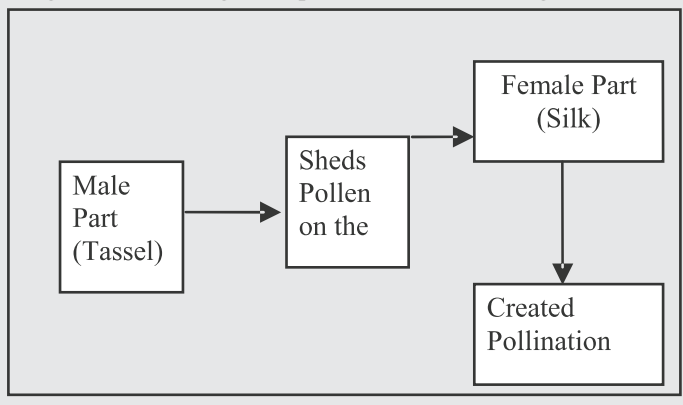 Male
Part
(Tassel)
Sheds
Pollen
on the
Female Part
(Silk)
Created
Pollination